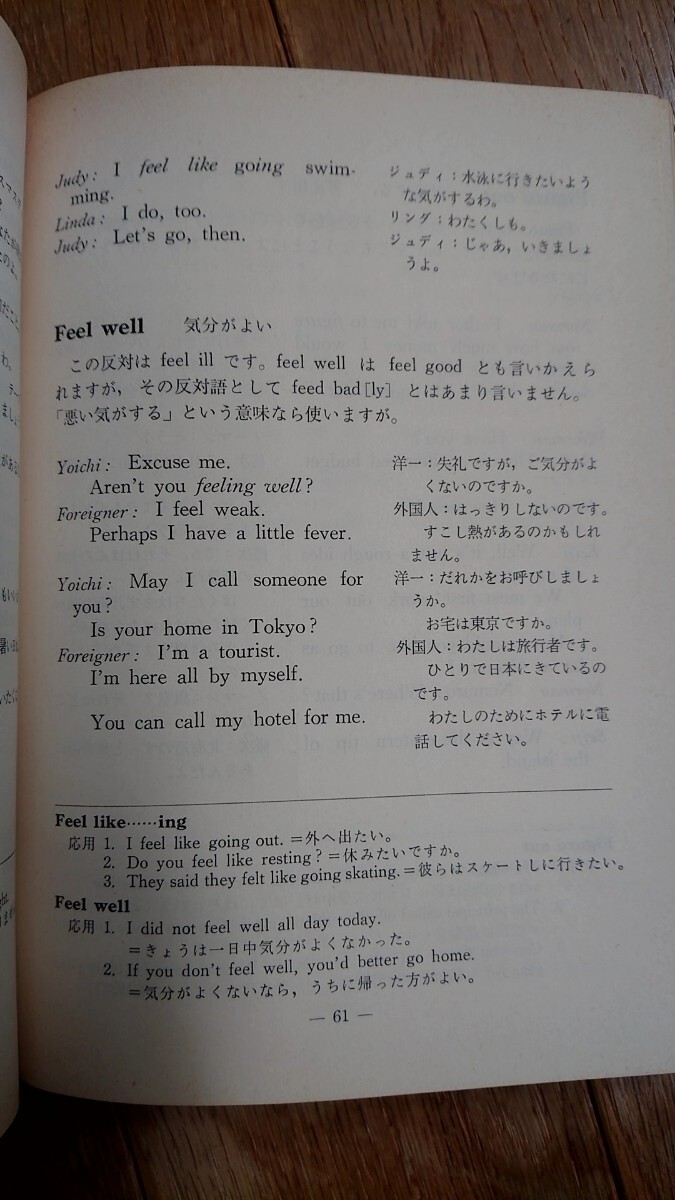 Judy: I feel like going swim-
ming.
Linda: I do, too.
Judy: Let's go, then.
ジュディ:水泳に行きたいよう
な気がするわ。
リンダ:わたくしも。
ジュディ:じゃあ,いきましょ
うよ。
Feel well 気分がよい
この反対は feel ill です。feel well は feel good とも言いかえら
れますが, その反対語として feed bad[ly] とはあまり言いません。
「悪い気がする」という意味なら使いますが。
Yoichi: Excuse me.
Aren't you feeling well?
Foreigner: I feel weak.
Perhaps I have a little fever.
Yoichi: May I call someone for
you?
Is your home in Tokyo?
Foreigner: I'm a tourist.
I'm here all by myself.
You can call my hotel for me.
洋一:失礼ですが, ご気分がよ
くないのですか。
外国人:はっきりしないのです。
すこし熱があるのかもしれ
ません。
洋一:だれかをお呼びしましょ
うか。
お宅は東京ですか。
外国人:わたしは旅行者です。
ひとりで日本にきているの
です。
わたしのためにホテルに電
話してください。
Feel like……ing
応用 1. I feel like going out. =外へ出たい。
2. Do you feel like resting? =休みたいですか。
3. They said they felt like going skating. =彼らはスケートしに行きたい。
Feel well
応用 1. I did not feel well all day today.
=きょうは一日中気分がよくなかった。
2. If you don't feel well, you'd better go home.
=気分がよくないなら, うちに帰った方がよい。
— 61 —